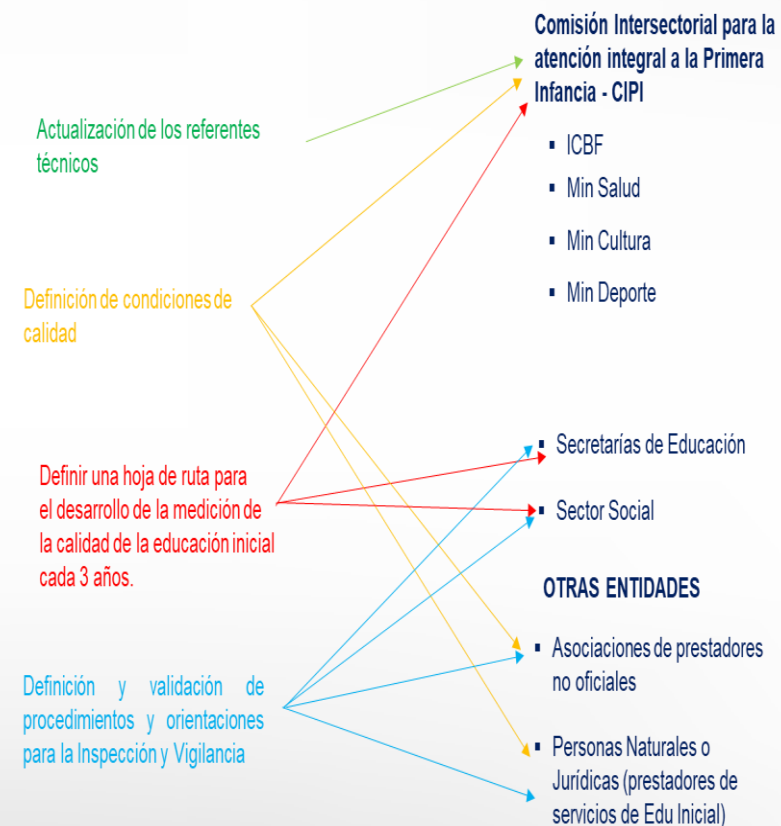 Actualización de los referentes
técnicos
Definición de condiciones de
calidad
Definir una hoja de ruta para
el desarrollo de la medición de
la calidad de la educación inicial
cada 3 años.
Definición y validación de
procedimientos y orientaciones
para la Inspección y Vigilancia
Comisión Intersectorial para la
atención integral a la Primera
Infancia - CIPI
▪ ICBF
▪ Min Salud
▪ Min Cultura
▪ Min Deporte
▪ Secretarías de Educación
▪ Sector Social
OTRAS ENTIDADES
▪ Asociaciones de prestadores
no oficiales
▪ Personas Naturales o
Jurídicas (prestadores de
servicios de Edu Inicial)